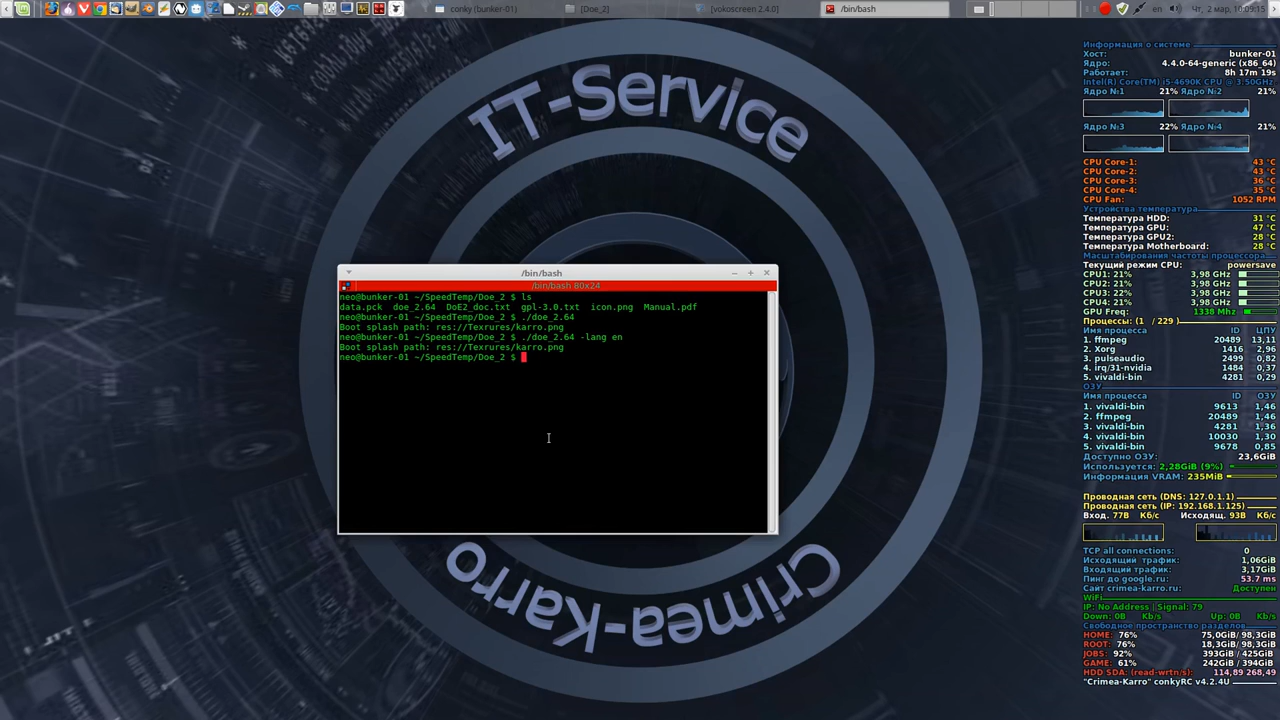 conky (bunker-01)
[Doe_2]
[vokoscreen 2.4.0]
/bin/bash
en
Чт, 2 мар, 10:09:15
IT-Service
Crimea-Karro
/bin/bash
/bin/bash 80x24
neo@bunker-01 ~/SpeedTemp/Doe_2 $ ls
data.pck doe_2.64 DoE2_doc.txt gpl-3.0.txt icon.png Manual.pdf
neo@bunker-01 ~/SpeedTemp/Doe_2 $ ./doe_2.64
Boot splash path: res://Texrures/karro.png
neo@bunker-01 ~/SpeedTemp/Doe_2 $ ./doe_2.64 -lang en
Boot splash path: res://Texrures/karro.png
neo@bunker-01 ~/SpeedTemp/Doe_2 $
Информация о системе
Хост: bunker-01
Ядро: 4.4.0-64-generic (x86_64)
Работает: 8h 17m 19s
Intel(R) Core(TM) i5-4690K CPU @ 3.50GHz
Ядро №1 21% Ядро №2 21%
Ядро №3 22% Ядро №4 21%
CPU Core-1: 43 °C
CPU Core-2: 43 °C
CPU Core-3: 36 °C
CPU Core-4: 35 °C
CPU Fan: 1052 RPM
Устройства температура
Температура HDD: 31 °C
Температура GPU: 47 °C
Температура GPU2: 28 °C
Температура Motherboard: 28 °C
Масштабирования частоты процессора
Текущий режим CPU: powersave
CPU1: 21% 3,98 GHz
CPU2: 21% 3,98 GHz
CPU3: 21% 3,98 GHz
CPU4: 21% 3,98 GHz
GPU Freq: 1338 Mhz
Процессы: (1 / 229 )
Имя процесса ID ЦПУ
1. ffmpeg 20489 13,11
2. Xorg 1416 2,96
3. pulseaudio 2499 0,82
4. irq/31-nvidia 1484 0,37
5. vivaldi-bin 4281 0,29
ОЗУ
Имя процесса ID ОЗУ
1. vivaldi-bin 9613 1,46
2. ffmpeg 20489 1,46
3. vivaldi-bin 4281 1,36
4. vivaldi-bin 10030 1,30
5. vivaldi-bin 9678 0,85
Доступно ОЗУ: 23,6GiB
Используется: 2,28GiB (9%)
Информация VRAM: 235MiB
Проводная сеть (DNS: 127.0.1.1)
Проводная сеть (IP: 192.168.1.125)
Вход. 77B Кб/с Исходящ. 93B Кб/с
TCP all connections: 0
Исходящий трафик: 1,06GiB
Входящий трафик: 3,17GiB
Пинг до google.ru: 53.7 ms
Сайт crimea-karro.ru: Доступен
WiFi
IP: No Address | Signal: 79
Down: 0B Kb/s Up: 0B Kb/s
Свободное пространство разделов
HOME: 76% 75,0GiB/ 98,3GiB
ROOT: 76% 18,3GiB/ 98,3GiB
JOBS: 92% 393GiB / 425GiB
GAME: 61% 242GiB / 394GiB
HDD SDA: (read-wrtn/s): 114,89 268,49
"Crimea-Karro" conkyRC v4.2.4U